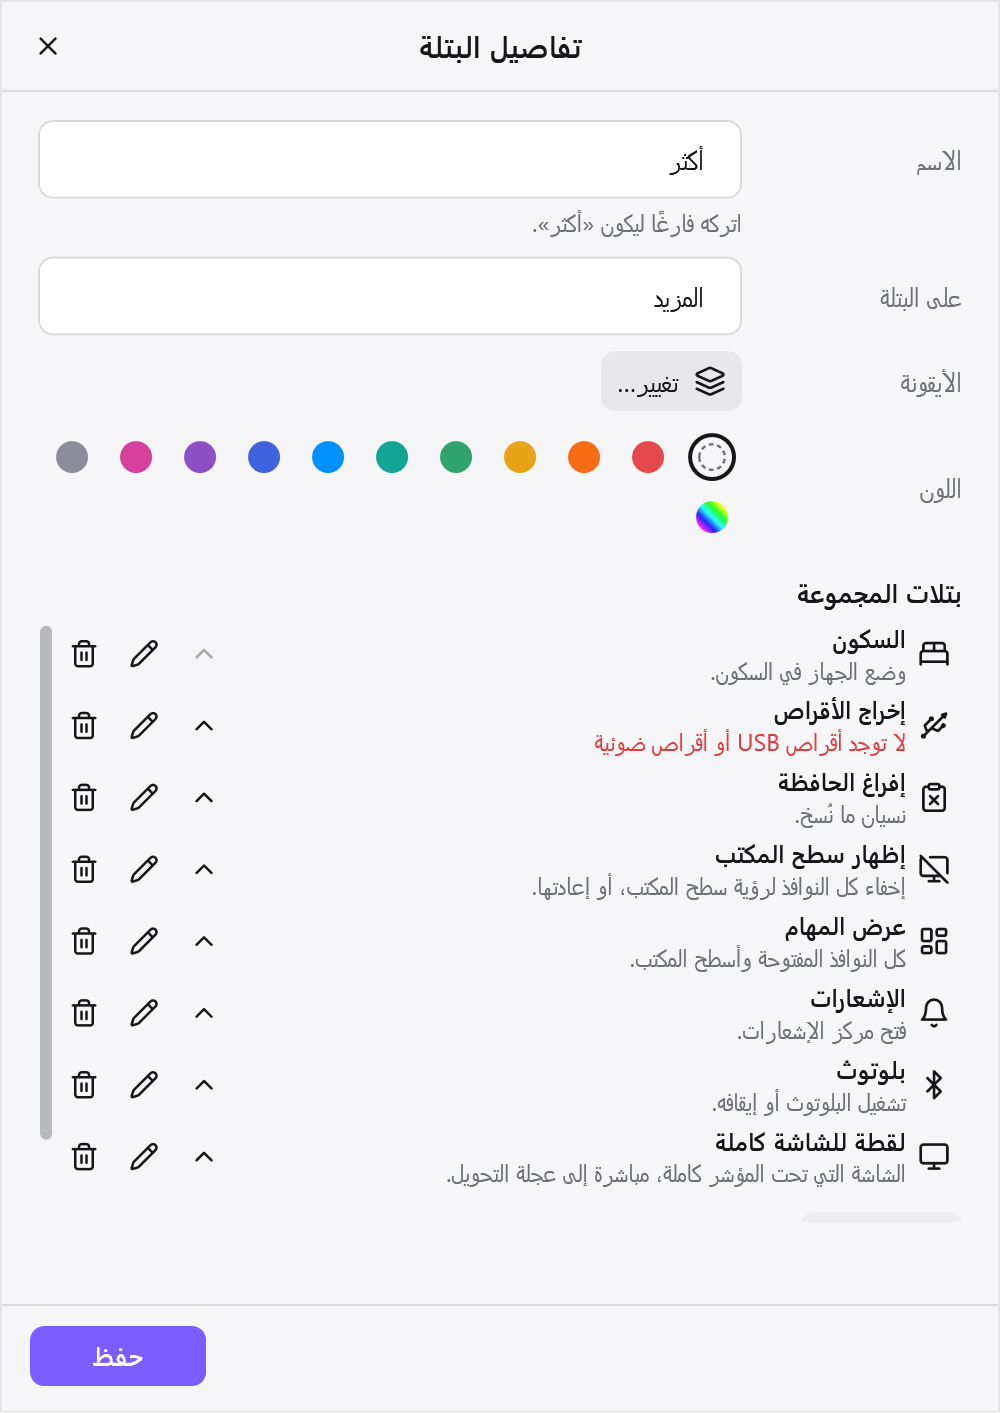 تفاصيل البتلة
الاسم
أكثر
اتركه فارغًا ليكون «أكثر».
على البتلة
المزيد
الأيقونة
تغيير...
اللون
بتلات المجموعة
السكون
وضع الجهاز في السكون.
إخراج الأقراص
لا توجد أقراص USB أو أقراص ضوئية
إفراغ الحافظة
نسيان ما نُسخ.
إظهار سطح المكتب
إخفاء كل النوافذ لرؤية سطح المكتب، أو إعادتها.
عرض المهام
كل النوافذ المفتوحة وأسطح المكتب.
الإشعارات
فتح مركز الإشعارات.
بلوتوث
تشغيل البلوتوث أو إيقافه.
لقطة للشاشة كاملة
الشاشة التي تحت المؤشر كاملة، مباشرة إلى عجلة التحويل.
حفظ